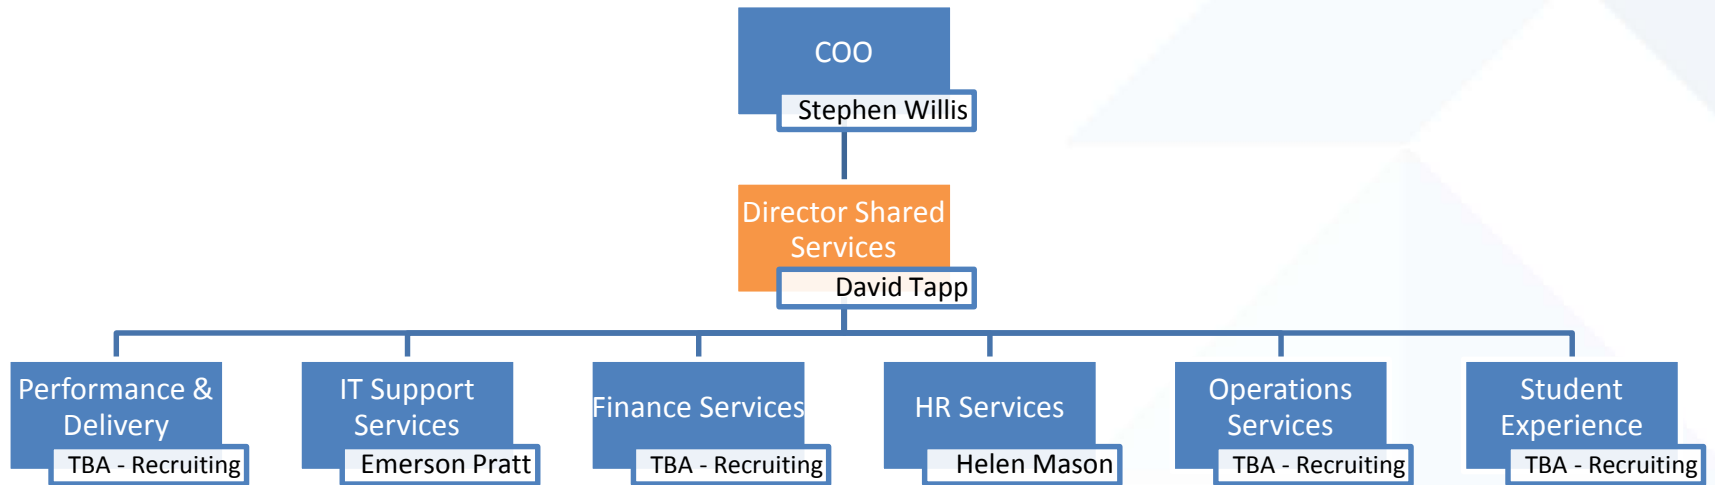 COO
Stephen Willis
Director Shared
Services
David Tapp
Performance &
Delivery
TBA - Recruiting
IT Support
Services
Emerson Pratt
Finance Services
TBA - Recruiting
HR Services
Helen Mason
Operations
Services
TBA - Recruiting
Student
Experience
TBA - Recruiting